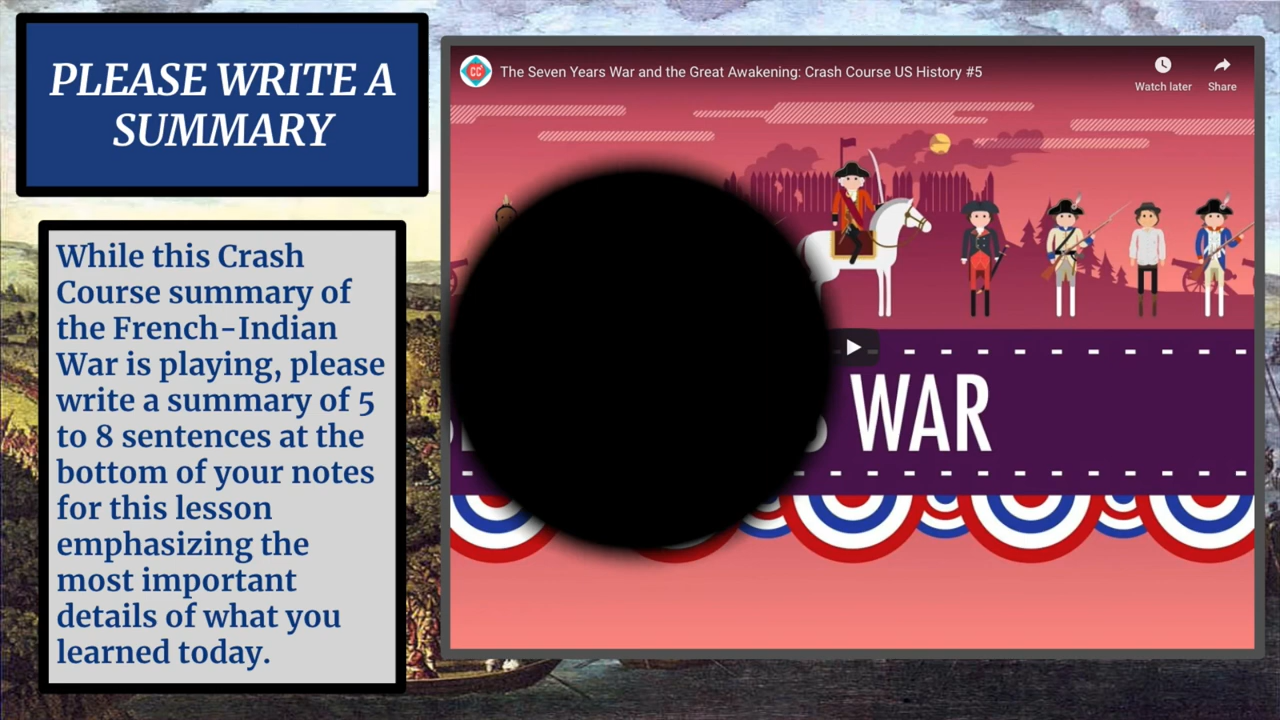 PLEASE WRITE A
SUMMARY
While this Crash
Course summary of
the French-Indian
War is playing, please
write a summary of 5
to 8 sentences at the
bottom of your notes
for this lesson
emphasizing the
most important
details of what you
learned today.
CC
The Seven Years War and the Great Awakening: Crash Course US History #5
Watch later
Share
WAR